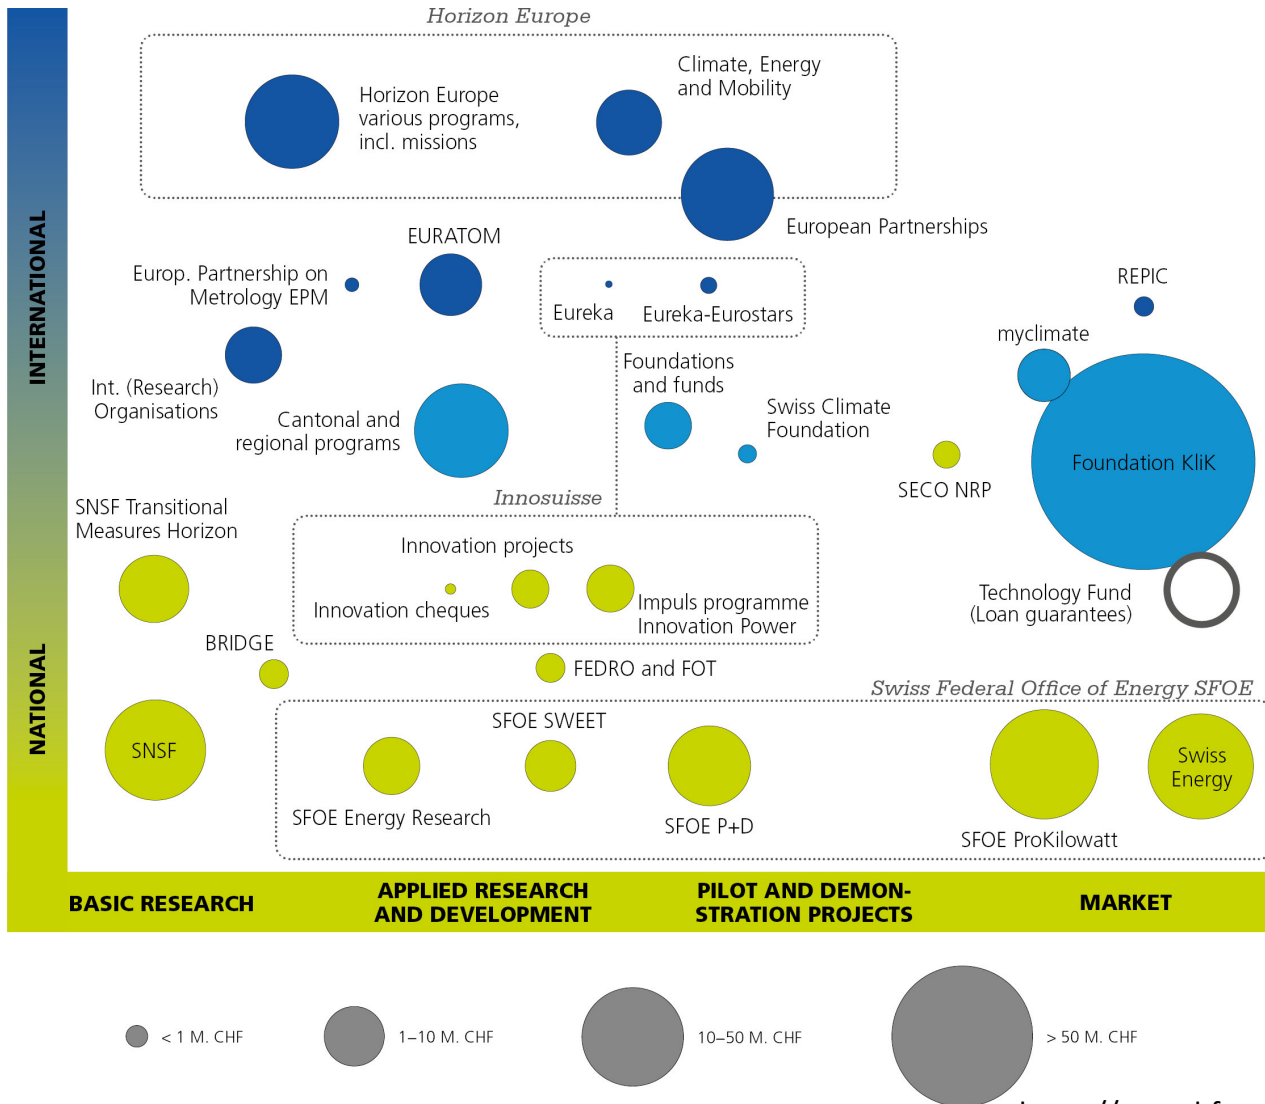 Horizon Europe
Climate, Energy
and Mobility
Horizon Europe
various programs,
incl. missions
European Partnerships
EURATOM
Europ. Partnership on
Metrology EPM
Eureka
Eureka-Eurostars
REPIC
myclimate
Foundations
and funds
Int. (Research)
Organisations
Cantonal and
regional programs
Swiss Climate
Foundation
Foundation KliK
SECO NRP
INTERNATIONAL
Innosuisse
SNSF Transitional
Measures Horizon
Innovation projects
Innovation cheques
Impuls programme
Innovation Power
Technology Fund
(Loan guarantees)
BRIDGE
FEDRO and FOT
NATIONAL
Swiss Federal Office of Energy SFOE
SNSF
SFOE SWEET
Swiss
Energy
SFOE Energy Research
SFOE P+D
SFOE ProKilowatt
BASIC RESEARCH
APPLIED RESEARCH
AND DEVELOPMENT
PILOT AND DEMON-
STRATION PROJECTS
MARKET
< 1 M. CHF
1–10 M. CHF
10–50 M. CHF
> 50 M. CHF